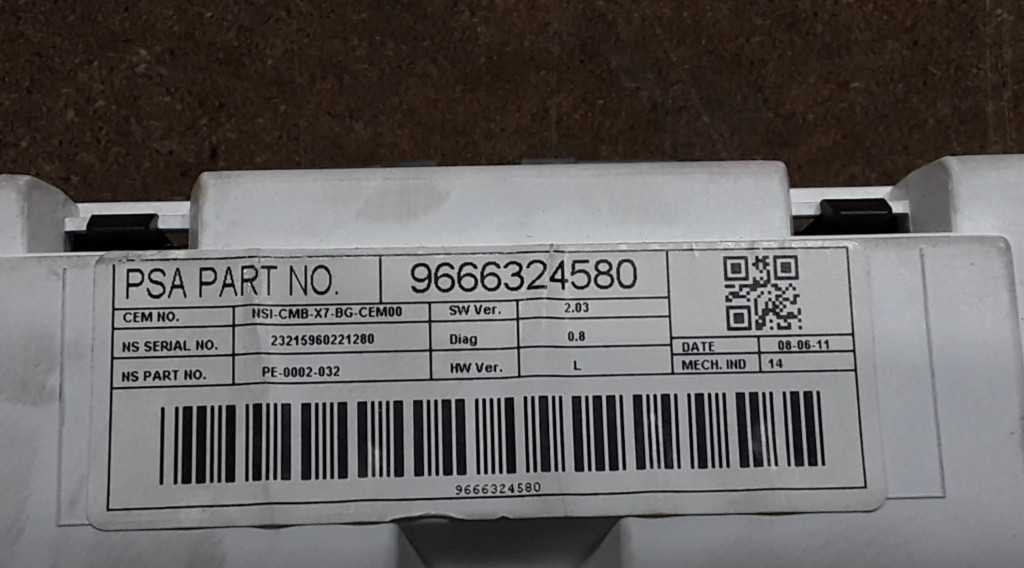 PSA PART NO. 9666324580
CEM NO. NSI-CMB-X7-BG-CEM00 SW Ver. 2.03
NS SERIAL NO. 23215960221280 Diag 0.8
DATE 08-06-11
NS PART NO. PE-0002-032 HW Ver. L
MECH. IND 14
9666324580